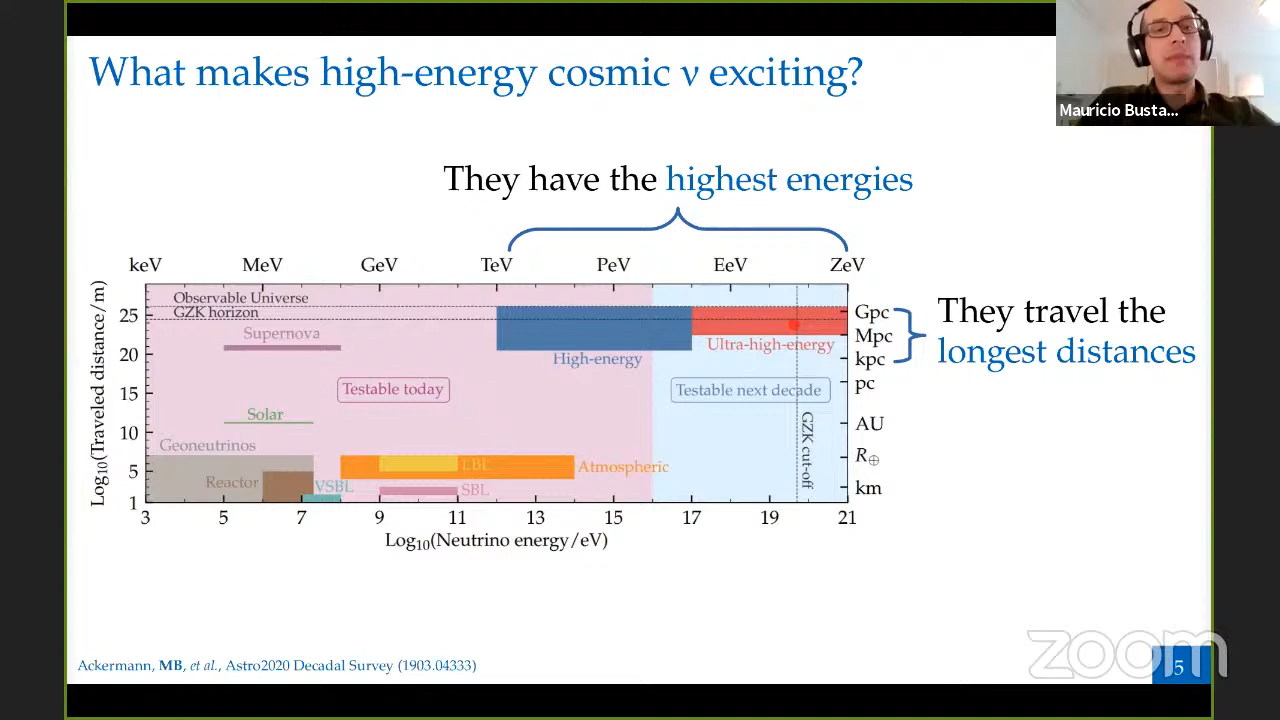 What makes high-energy cosmic ν exciting?
Mauricio Busta...
They have the highest energies
keV MeV GeV TeV PeV EeV ZeV
Log10(Traveled distance/m)
25
20
15
10
5
1
Observable Universe
GZK horizon
Supernova
High-energy
Ultra-high-energy
Testable today
Testable next decade
Solar
Geoneutrinos
Reactor
VSBL
LBL
SBL
Atmospheric
GZK cut-off
Gpc
Mpc
kpc
pc
AU
R⊕
km
They travel the
longest distances
3 5 7 9 11 13 15 17 19 21
Log10(Neutrino energy/eV)
Ackermann, MB, et al., Astro2020 Decadal Survey (1903.04333)
zoom
5